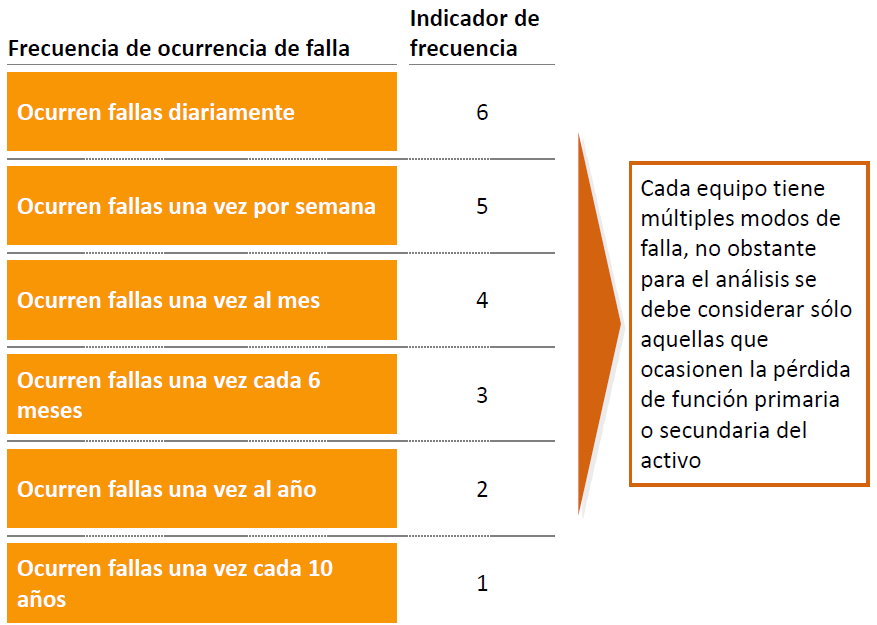 Frecuencia de ocurrencia de falla
Indicador de
frecuencia
Ocurren fallas diariamente
6
Ocurren fallas una vez por semana
5
Ocurren fallas una vez al mes
4
Ocurren fallas una vez cada 6
meses
3
Ocurren fallas una vez al año
2
Ocurren fallas una vez cada 10
años
1
Cada equipo tiene
múltiples modos de
falla, no obstante
para el análisis se
debe considerar sólo
aquellas que
ocasionen la pérdida
de función primaria
o secundaria del
activo